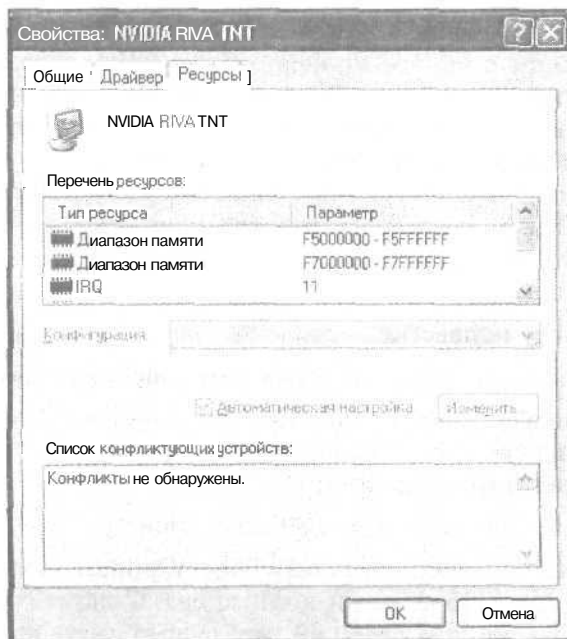 Свойства: NVIDIA RIVA TNT
Общие Драйвер Ресурсы
NVIDIA RIVA TNT
Перечень ресурсов:
Тип ресурса Параметр
Диапазон памяти F5000000 - F5FFFFFF
Диапазон памяти F7000000 - F7FFFFFF
IRQ 11
Конфигурация:
Автоматическая настройка Изменить...
Список конфликтующих устройств:
Конфликты не обнаружены.
OK Отмена